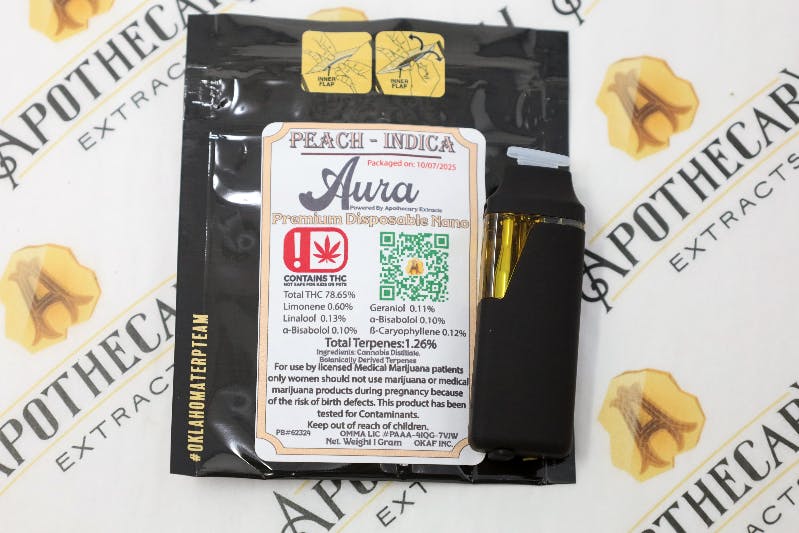 INNER FLAP
INNER FLAP
PEACH - INDICA
Packaged on: 10/07/2025
Aura
Powered By Apothecary Extracts
Premium Disposable Nano
CONTAINS THC
NOT SAFE FOR KIDS OR PETS
Total THC 78.65%
Limonene 0.60%
Linalool 0.13%
α-Bisabolol 0.10%
Geraniol 0.11%
α-Bisabolol 0.10%
ß-Caryophyllene 0.12%
Total Terpenes:1.26%
Ingredients: Cannabis Distillate,
Botanically Derived Terpenes
For use by licensed Medical Marijuana patients
only women should not use marijuana or medical
marijuana products during pregnancy because
of the risk of birth defects. This product has been
tested for Contaminants.
Keep out of reach of children.
PB#62324
OMMA LIC #PAAA-4IQG-7VJW
Net. Weight 1 Gram OKAF INC.
#OKLAHOMATERPTEAM
APOTHECARY
EXTRACTS
APOTHECARY
EXTRACTS
APOTHECARY
EXTRACTS
APOTHECARY
EXTRACTS